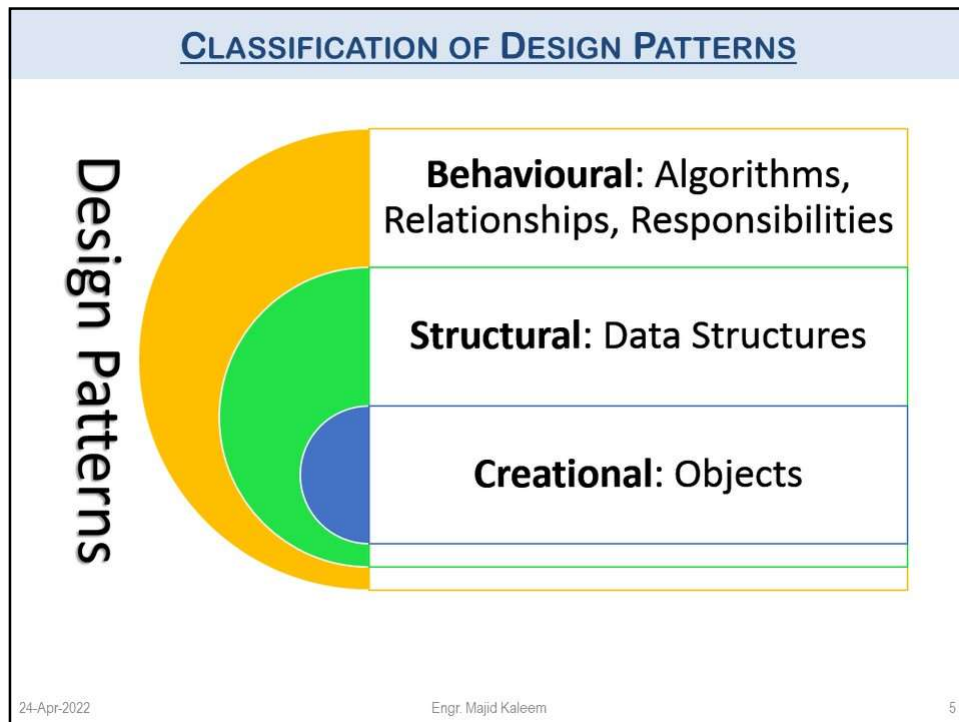 CLASSIFICATION OF DESIGN PATTERNS
Design Patterns
Behavioural: Algorithms,
Relationships, Responsibilities
Structural: Data Structures
Creational: Objects
24-Apr-2022
Engr. Majid Kaleem
5